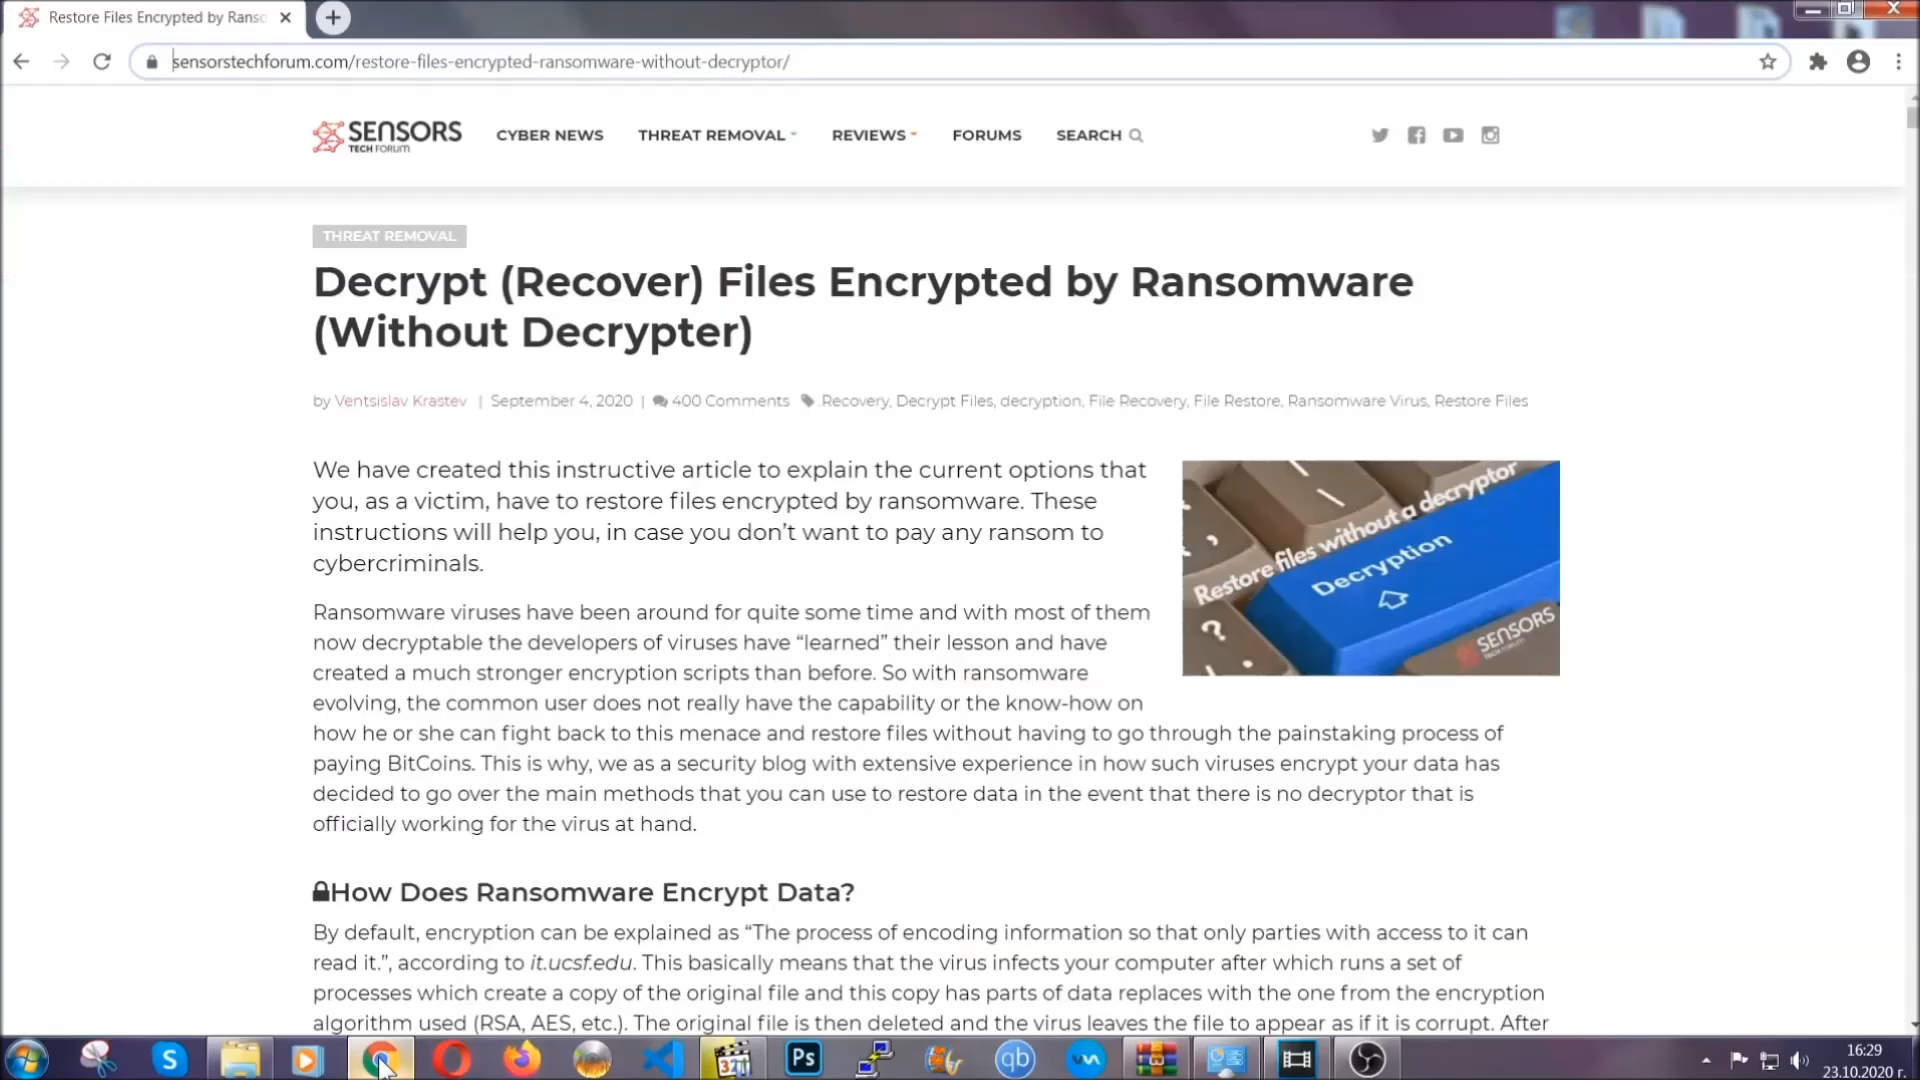 Restore Files Encrypted by Ranso
sensorstechforum.com/restore-files-encrypted-ransomware-without-decryptor/
SENSORS
TECH FORUM
CYBER NEWS THREAT REMOVAL REVIEWS FORUMS SEARCH
THREAT REMOVAL
Decrypt (Recover) Files Encrypted by Ransomware
(Without Decrypter)
by Ventsislav Krastev | September 4, 2020 | 400 Comments .Recovery, Decrypt Files, decryption, File Recovery, File Restore, Ransomware Virus, Restore Files
We have created this instructive article to explain the current options that
you, as a victim, have to restore files encrypted by ransomware. These
instructions will help you, in case you don’t want to pay any ransom to
cybercriminals.
Restore files without a decryptor
Decryption
SENSORS
TECH FORUM
Ransomware viruses have been around for quite some time and with most of them
now decryptable the developers of viruses have “learned” their lesson and have
created a much stronger encryption scripts than before. So with ransomware
evolving, the common user does not really have the capability or the know-how on
how he or she can fight back to this menace and restore files without having to go through the painstaking process of
paying BitCoins. This is why, we as a security blog with extensive experience in how such viruses encrypt your data has
decided to go over the main methods that you can use to restore data in the event that there is no decryptor that is
officially working for the virus at hand.
How Does Ransomware Encrypt Data?
By default, encryption can be explained as “The process of encoding information so that only parties with access to it can
read it.”, according to it.ucsf.edu. This basically means that the virus infects your computer after which runs a set of
processes which create a copy of the original file and this copy has parts of data replaces with the one from the encryption
algorithm used (RSA, AES, etc.). The original file is then deleted and the virus leaves the file to appear as if it is corrupt. After
S
321
Ps
qb
16:29
23.10.2020 г.